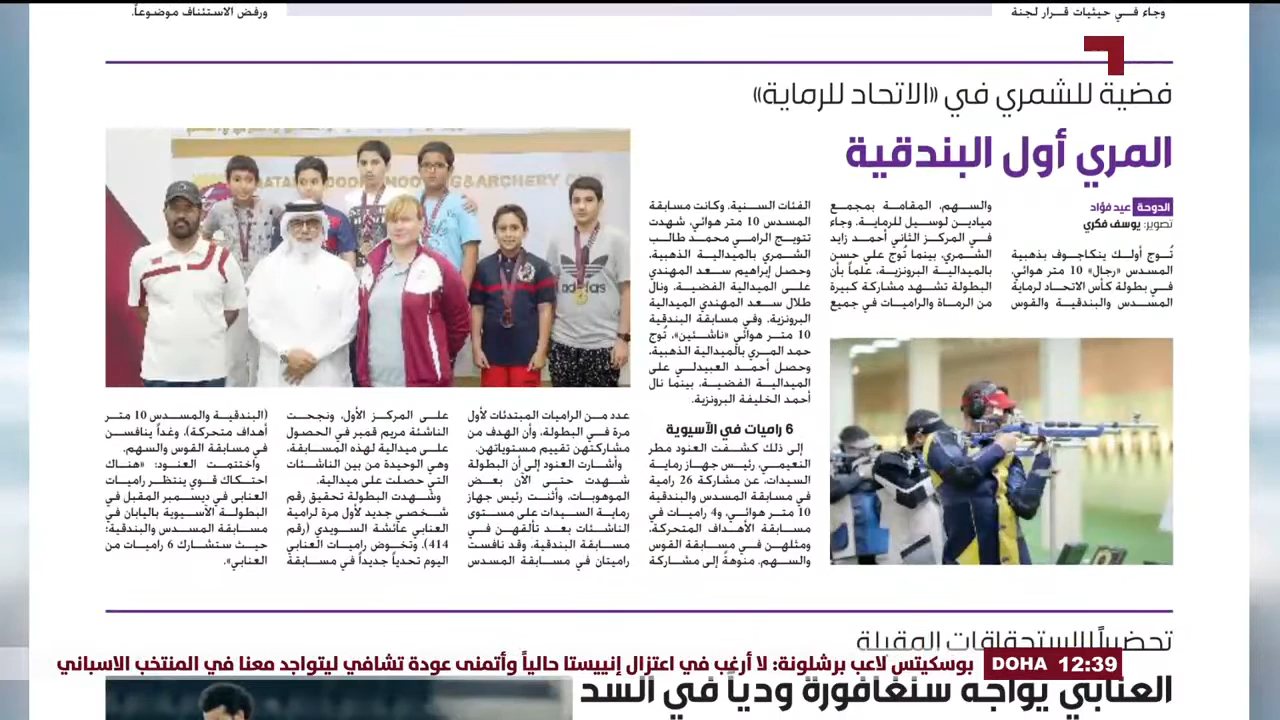 وجاء في حيثيات قرار لجنة
ورفض الاستئناف موضوعاً.
فضية للشمري في «الاتحاد للرماية»
المري أول البندقية
الدوحة عيد فؤاد
تصوير: يوسف فكري
تُوج أولك ينكاجوف بذهبية
المسدس «رجال» 10 متر هوائي،
في بطولة كأس الاتحاد لرماية
المسدس والبندقية والقوس
والسهم، المقامة بمجمع
ميادين لوسيل للرماية. وجاء
في المركز الثاني أحمد زايد
الشمري، بينما تُوج علي حسن
بالميدالية البرونزية، علماً بأن
البطولة تشهد مشاركة كبيرة
من الرماة والراميات في جميع
الفئات السنية. وكانت مسابقة
المسدس 10 متر هوائي، شهدت
تتويج الرامي محمد طالب
الشمري بالميدالية الذهبية،
وحصل إبراهيم سعد المهندي
على الميدالية الفضية، ونال
طلال سعد المهندي الميدالية
البرونزية. وفي مسابقة البندقية
10 متر هوائي «ناشئين»، تُوج
حمد المري بالميدالية الذهبية،
وحصل أحمد العبيدلي على
الميدالية الفضية، بينما نال
أحمد الخليفة البرونزية.
6 راميات في الآسيوية
إلى ذلك كشفت العنود مطر
النعيمي، رئيس جهاز رماية
السيدات، عن مشاركة 26 رامية
في مسابقة المسدس والبندقية
10 متر هوائي، و4 راميات في
مسابقة الأهداف المتحركة،
ومثلهن في مسابقة القوس
والسهم. منوهةً إلى مشاركة
عدد من الراميات المبتدئات لأول
مرة في البطولة، وأن الهدف من
مشاركتهن تقييم مستوياتهن.
وأشارت العنود إلى أن البطولة
شهدت حتى الآن بعض
الموهوبات، وأثنت رئيس جهاز
رماية السيدات على مستوى
الناشئات بعد تألقهن في
مسابقة البندقية، وقد نافست
راميتان في مسابقة المسدس
على المركز الأول، ونجحت
الناشئة مريم قمبر في الحصول
على ميدالية لهذه المسابقة،
وهي الوحيدة من بين الناشئات
التي حصلت على ميدالية.
وشهدت البطولة تحقيق رقم
شخصي جديد لأول مرة لرامية
العنابي عائشة السويدي (رقم
414)، وتخوض راميات العنابي
اليوم تحدياً جديداً في مسابقة
(البندقية والمسدس 10 متر
أهداف متحركة)، وغداً ينافسن
في مسابقة القوس والسهم.
واختتمت العنود: «هناك
احتكاك قوي ينتظر راميات
العنابي في ديسمبر المقبل في
البطولة الآسيوية باليابان في
مسابقة المسدس والبندقية؛
حيث ستشارك 6 راميات من
العنابي».
تحضيراً للاستحقاقات المقبلة
DOHA 12:39 بوسكيتس لاعب برشلونة: لا أرغب في اعتزال إنييستا حالياً وأتمنى عودة تشافي ليتواجد معنا في المنتخب الاسباني
العنابي يواجه سنغافورة ودياً في السد